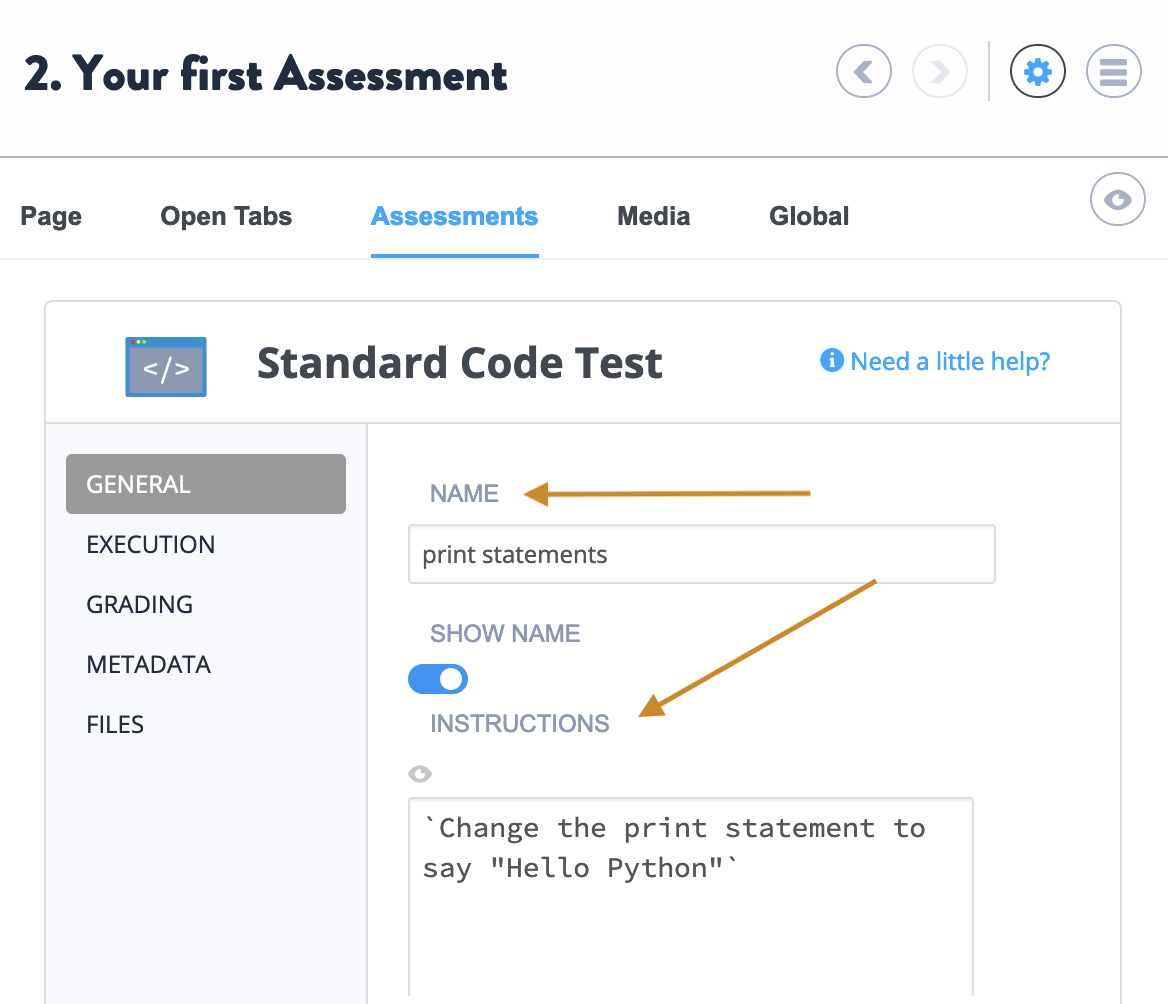 2. Your first Assessment
Page Open Tabs Assessments Media Global
</> Standard Code Test Need a little help?
GENERAL
EXECUTION
GRADING
METADATA
FILES
NAME
print statements
SHOW NAME
INSTRUCTIONS
`Change the print statement to
say "Hello Python"`